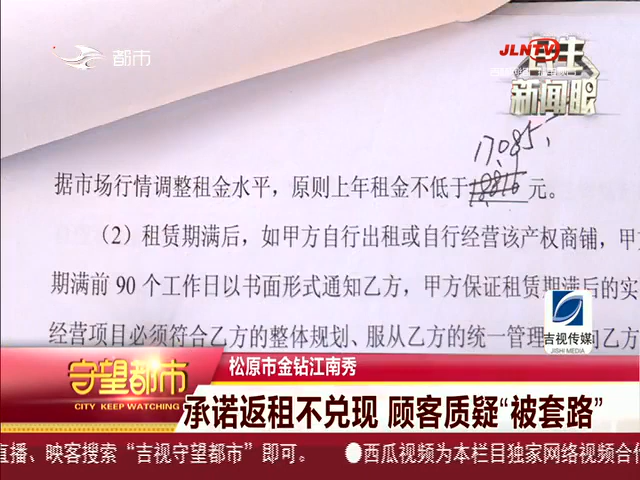 都市
JLNTV
民生
新闻眼
17085.
据市场行情调整租金水平，原则上年租金不低于 元。
（2）租赁期满后，如甲方自行出租或自行经营该产权商铺，甲方
期满前 90 个工作日以书面形式通知乙方，甲方保证租赁期满后的实
经营项目必须符合乙方的整体规划、服从乙方的统一管理 向乙方
吉视传媒
JISHI MEDIA
守望都市
CITY KEEP WATCHING
松原市金钻江南秀
承诺返租不兑现 顾客质疑“被套路”
直播、映客搜索“吉视守望都市”即可。 ●西瓜视频为本栏目独家网络视频合作